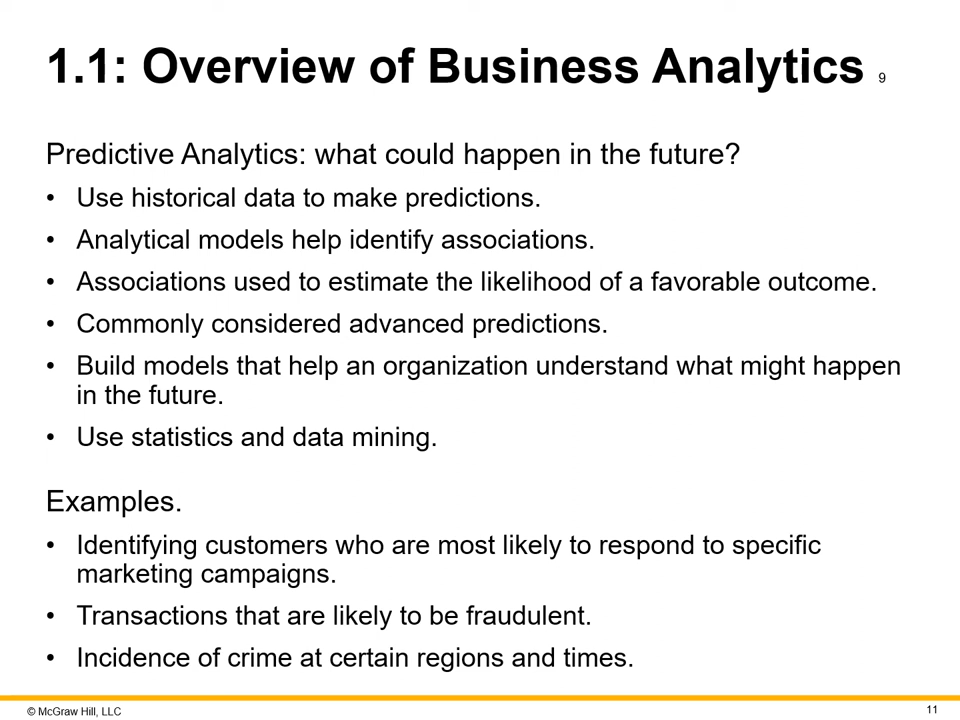 1.1: Overview of Business Analytics 9
Predictive Analytics: what could happen in the future?
• Use historical data to make predictions.
• Analytical models help identify associations.
• Associations used to estimate the likelihood of a favorable outcome.
• Commonly considered advanced predictions.
• Build models that help an organization understand what might happen
in the future.
• Use statistics and data mining.
Examples.
• Identifying customers who are most likely to respond to specific
marketing campaigns.
• Transactions that are likely to be fraudulent.
• Incidence of crime at certain regions and times.
© McGraw Hill, LLC
11